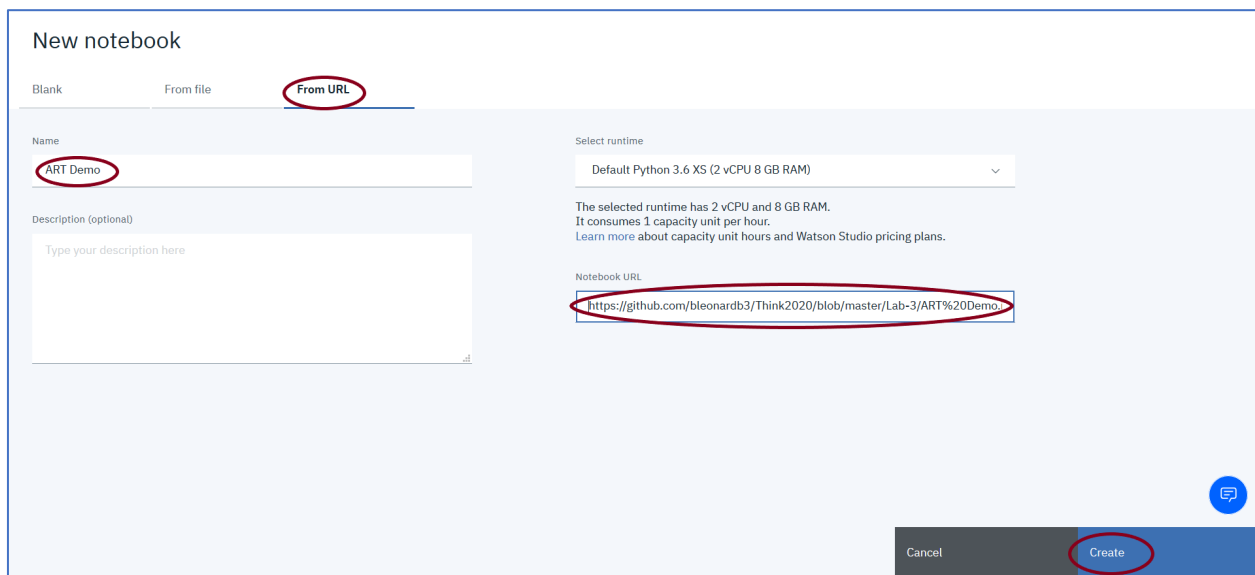 New notebook
Blank From file From URL
Name
ART Demo
Description (optional)
Type your description here
Select runtime
Default Python 3.6 XS (2 vCPU 8 GB RAM)
The selected runtime has 2 vCPU and 8 GB RAM.
It consumes 1 capacity unit per hour.
Learn more about capacity unit hours and Watson Studio pricing plans.
Notebook URL
https://github.com/bleonardb3/Think2020/blob/master/Lab-3/ART%20Demo.
Cancel Create